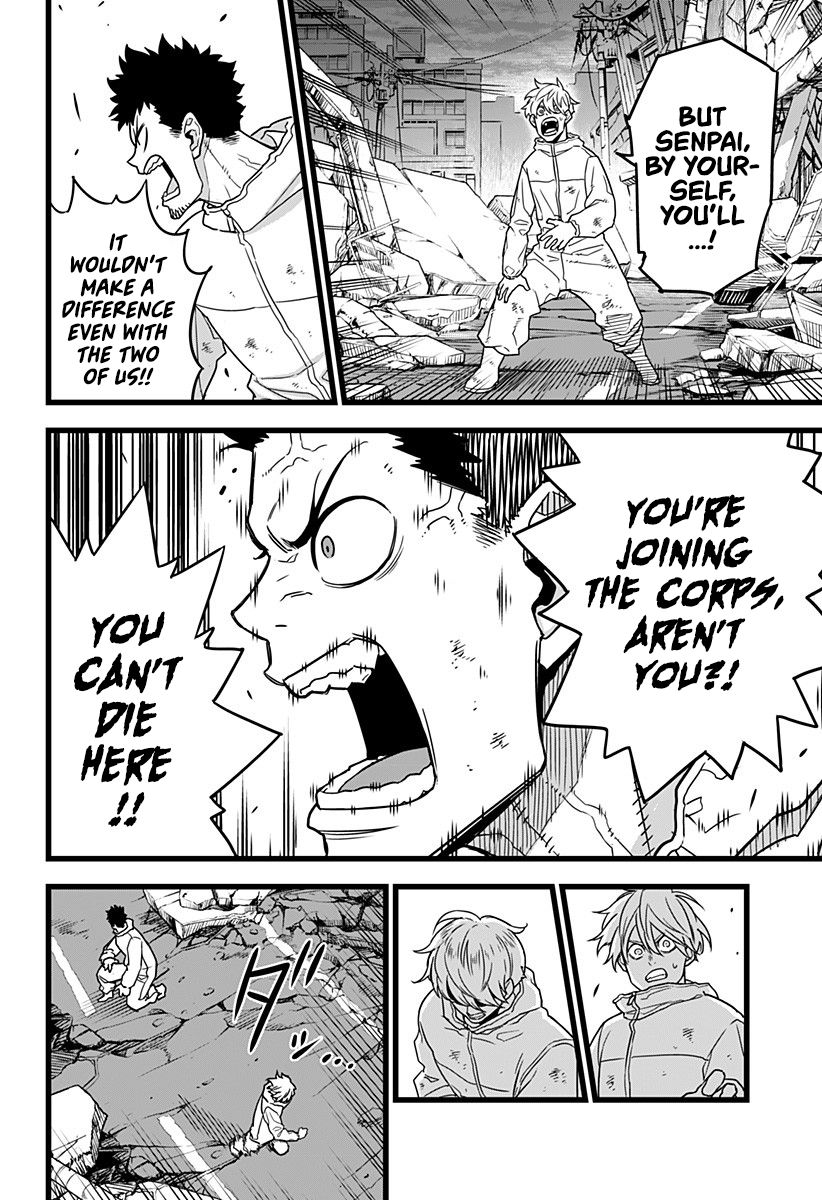 BUT
SENPAI,
BY YOUR-
SELF,
YOU'LL
...!
IT
WOULDN'T
MAKE A
DIFFERENCE
EVEN WITH
THE TWO
OF US!!
YOU'RE
JOINING
THE CORPS,
AREN'T
YOU?!
YOU
CAN'T
DIE
HERE
!!
ダッ…